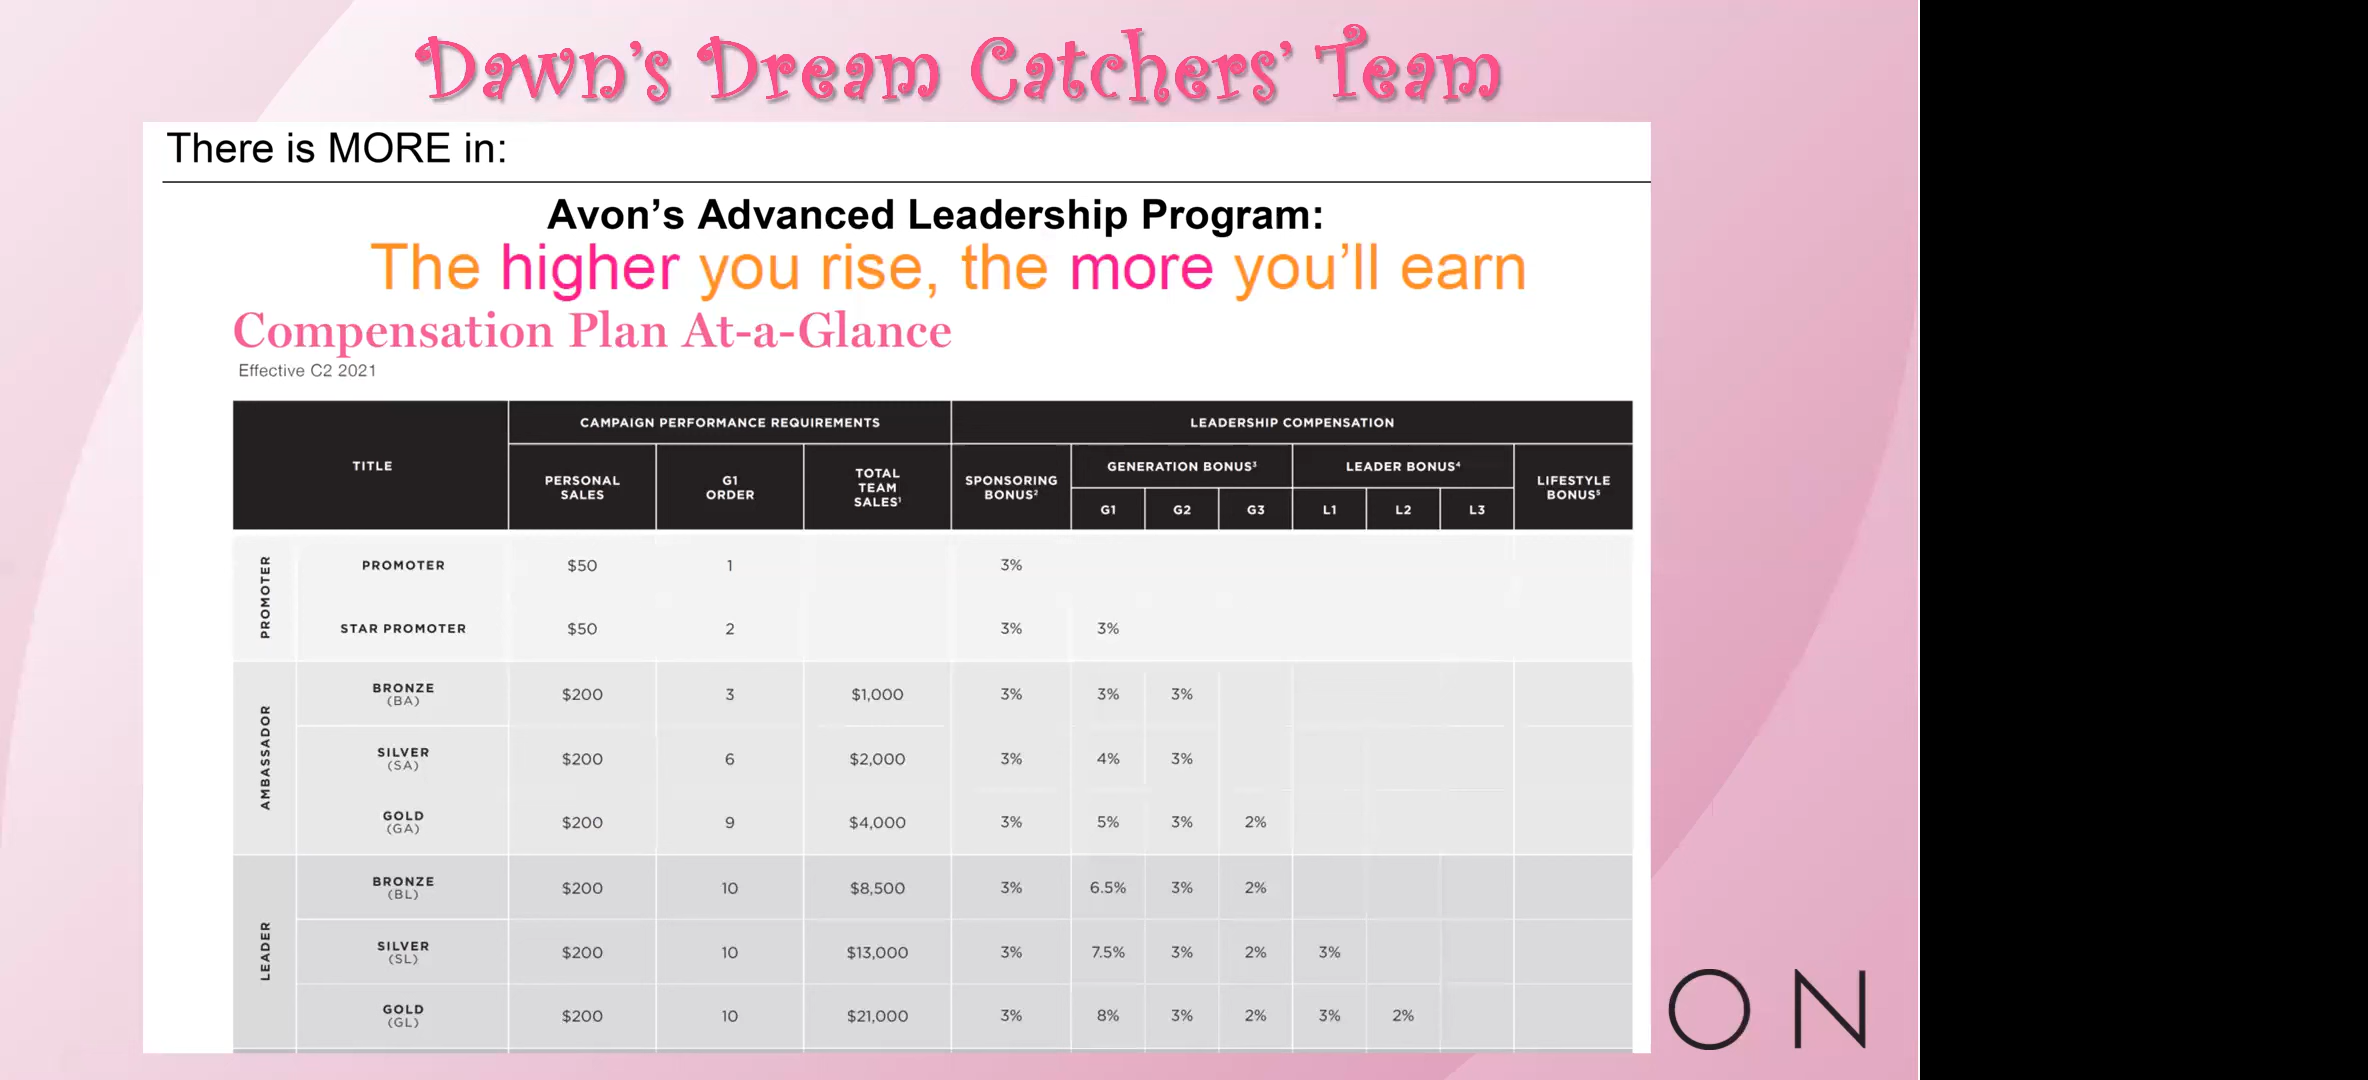 Dawn's Dream Catchers' Team
There is MORE in:
Avon's Advanced Leadership Program:
The higher you rise, the more you'll earn
Compensation Plan At-a-Glance
Effective C2 2021
TITLE
CAMPAIGN PERFORMANCE REQUIREMENTS
LEADERSHIP COMPENSATION
PERSONAL SALES
G1 ORDER
TOTAL TEAM SALES¹
SPONSORING BONUS²
GENERATION BONUS³
LEADER BONUS⁴
LIFESTYLE BONUS⁵
G1 G2 G3 L1 L2 L3
PROMOTER
PROMOTER $50 1 3%
STAR PROMOTER $50 2 3% 3%
AMBASSADOR
BRONZE (BA) $200 3 $1,000 3% 3% 3%
SILVER (SA) $200 6 $2,000 3% 4% 3%
GOLD (GA) $200 9 $4,000 3% 5% 3% 2%
LEADER
BRONZE (BL) $200 10 $8,500 3% 6.5% 3% 2%
SILVER (SL) $200 10 $13,000 3% 7.5% 3% 2% 3%
GOLD (GL) $200 10 $21,000 3% 8% 3% 2% 3% 2%
O N